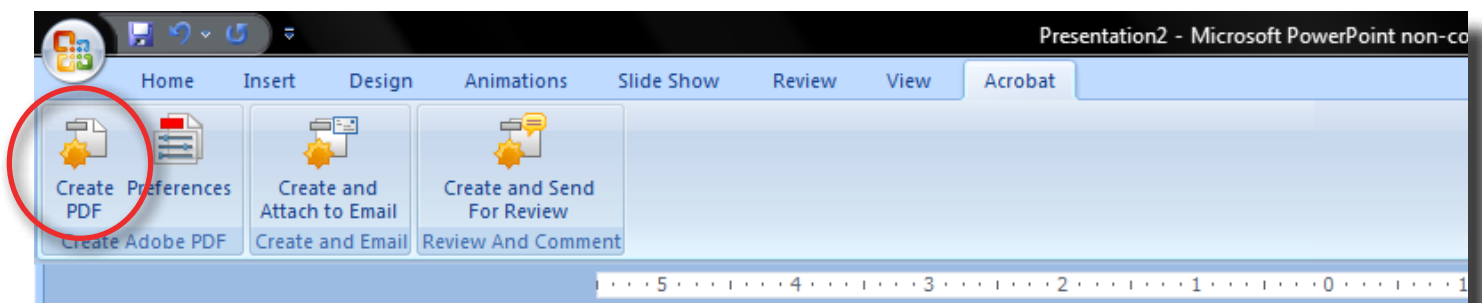 Presentation2 - Microsoft PowerPoint non-co
Home Insert Design Animations Slide Show Review View Acrobat
Create Preferences Create and Create and Send
PDF Attach to Email For Review
Create Adobe PDF Create and Email Review And Comment
5 4 3 2 1 0 1